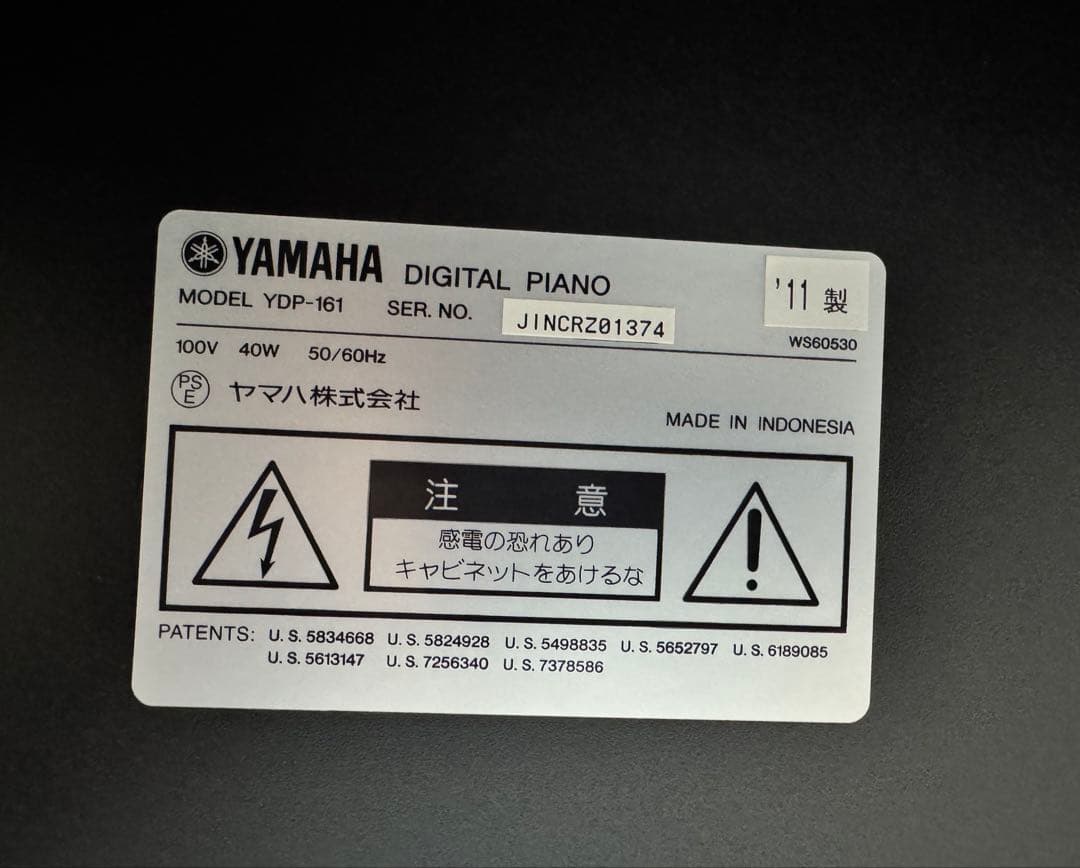 YAMAHA DIGITAL PIANO
'11 製
MODEL YDP-161 SER. NO. J1NCRZ01374
WS60530
100V 40W 50/60Hz
PSE ヤマハ株式会社
MADE IN INDONESIA
注意
感電の恐れあり
キャビネットをあけるな
PATENTS: U. S. 5834668 U. S. 5824928 U. S. 5498835 U. S. 5652797 U. S. 6189085
U. S. 5613147 U. S. 7256340 U. S. 7378586